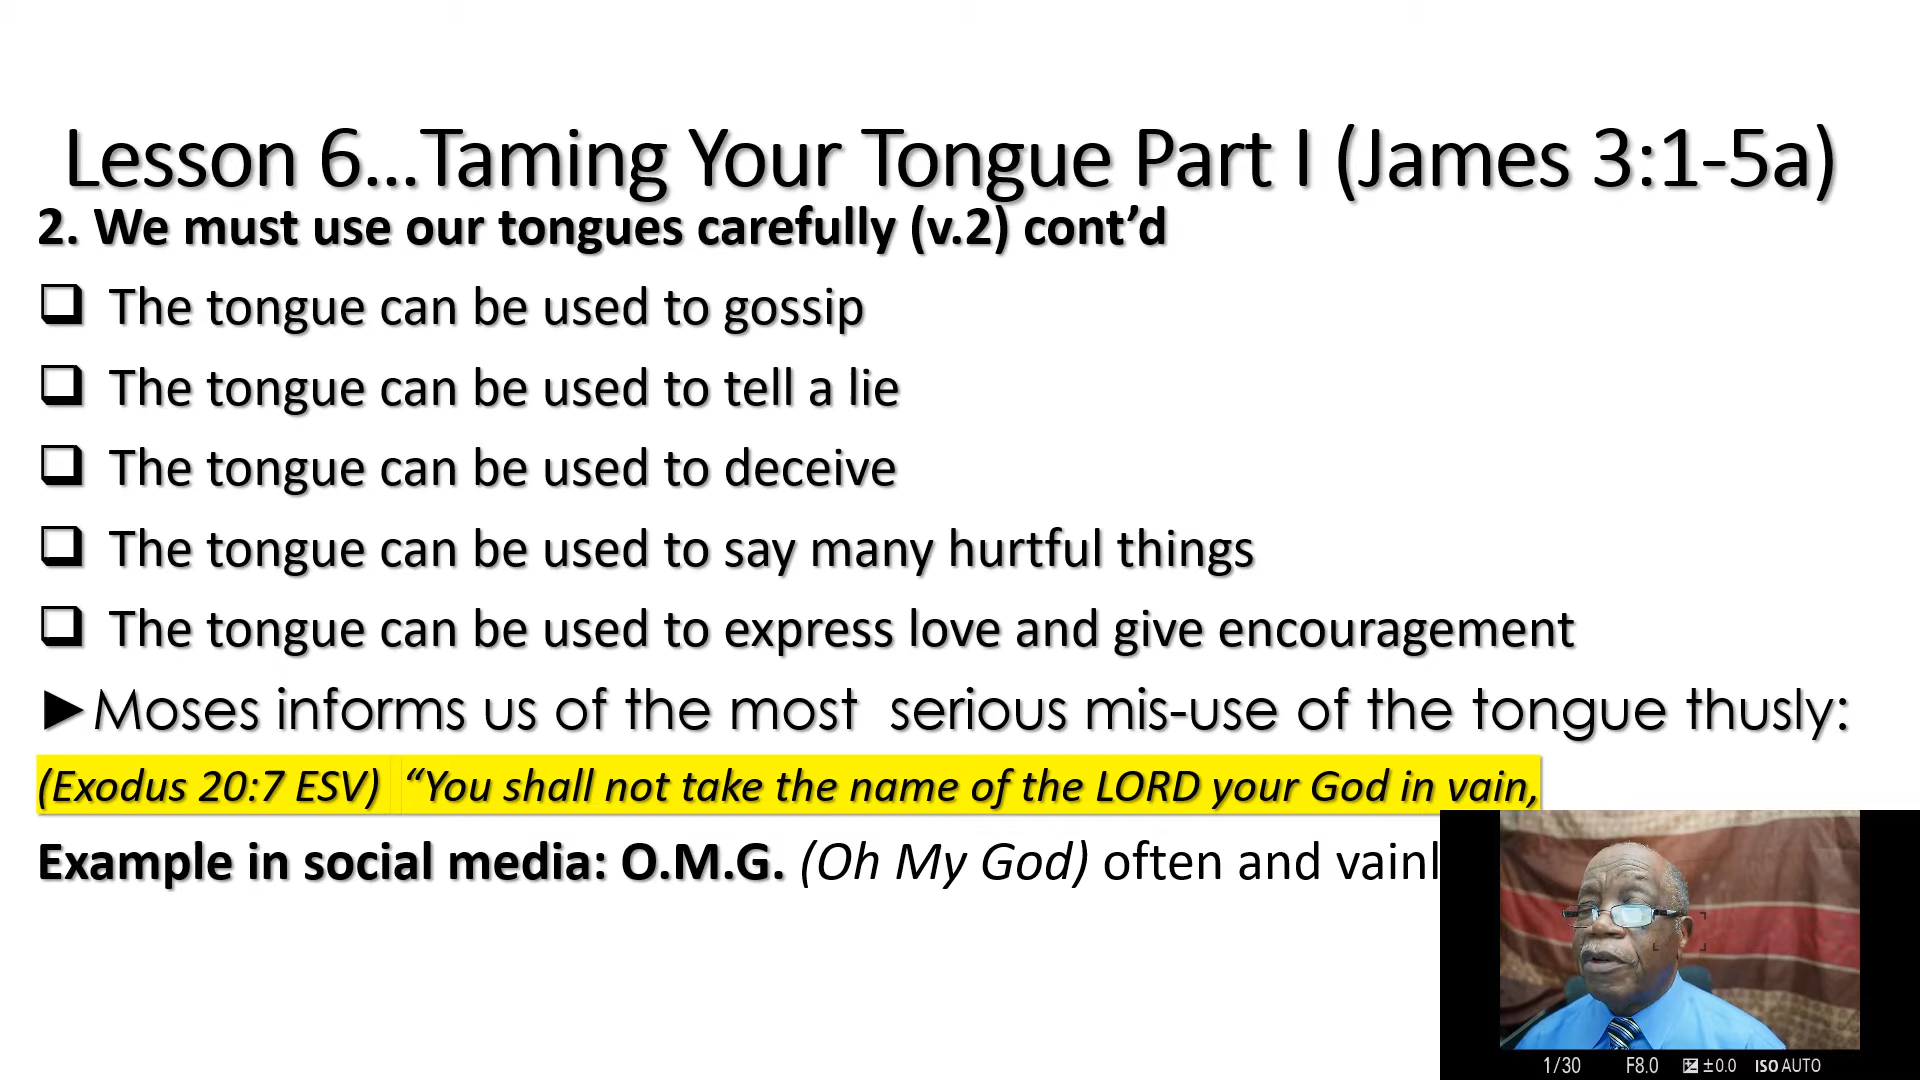 Lesson 6...Taming Your Tongue Part I (James 3:1-5a)
2. We must use our tongues carefully (v.2) cont’d
❑ The tongue can be used to gossip
❑ The tongue can be used to tell a lie
❑ The tongue can be used to deceive
❑ The tongue can be used to say many hurtful things
❑ The tongue can be used to express love and give encouragement
►Moses informs us of the most serious mis-use of the tongue thusly:
(Exodus 20:7 ESV) “You shall not take the name of the LORD your God in vain,
Example in social media: O.M.G. (Oh My God) often and
1/30 F8.0 ±0.0 ISO AUTO